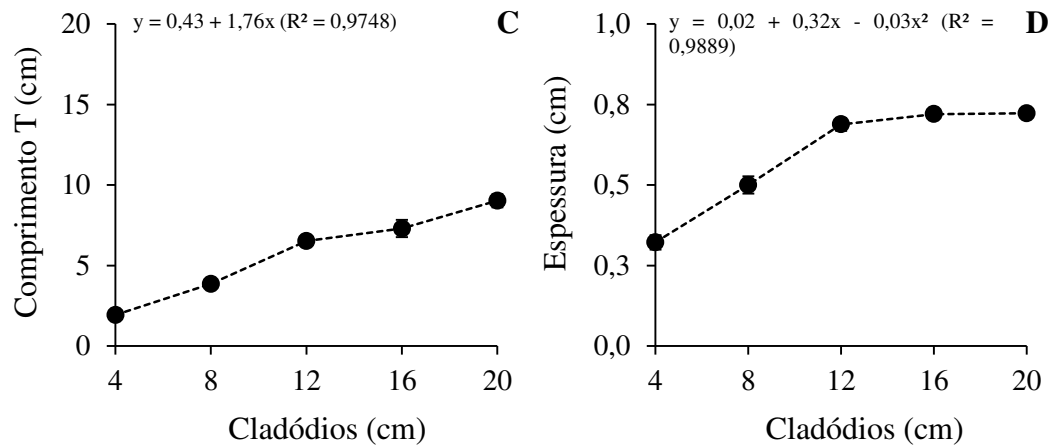 y = 0,43 + 1,76x (R² = 0,9748)
C
20
15
10
5
0
Comprimento T (cm)
4 8 12 16 20
Cladódios (cm)
y = 0,02 + 0,32x - 0,03x² (R² =
0,9889)
D
1,0
0,8
0,5
0,3
0,0
Espessura (cm)
4 8 12 16 20
Cladódios (cm)